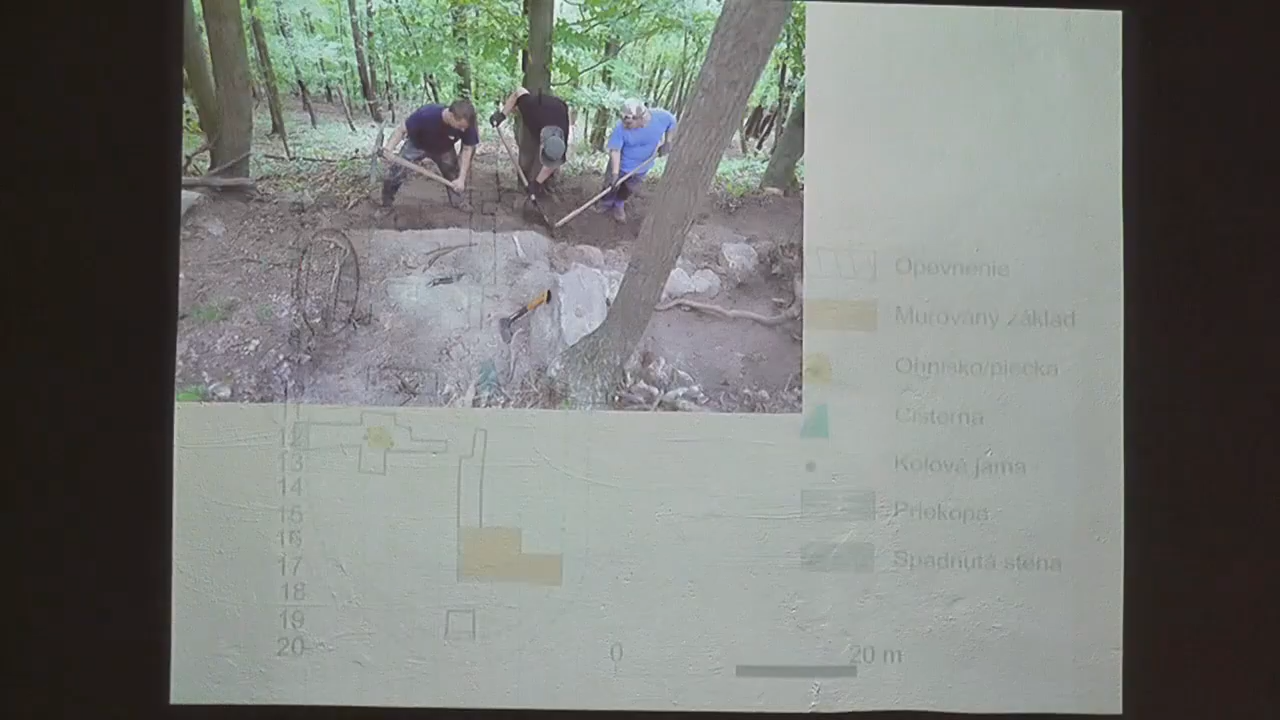 Opevnenie
Murovaný základ
Ohnisko/piecka
Cisterna
Kolová jama
Priekopa
Spadnutá stena
12
13
14
15
16
17
18
19
20
0 20 m